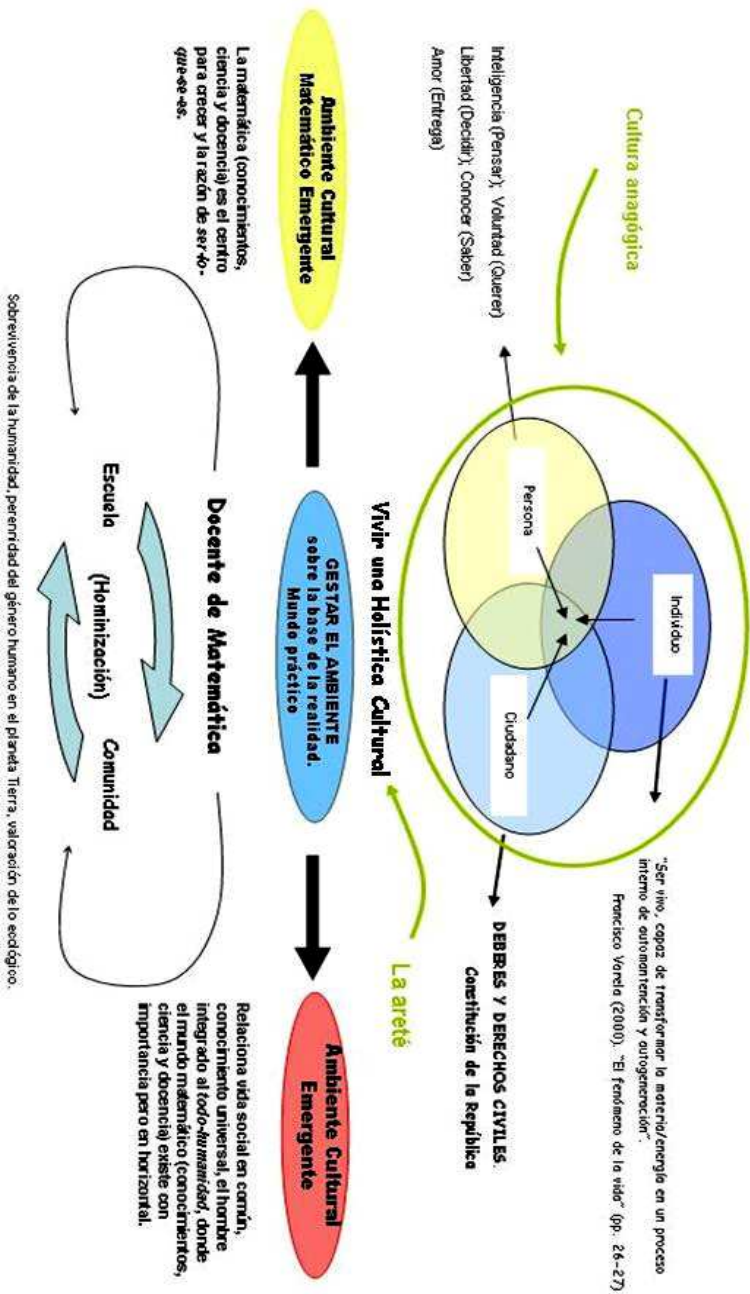 Cultura anagógica
"Ser vivo, capaz de transformar la materia/energía en un proceso
interno de automantención y autogeneración".
Francisco Varela (2000). "El fenómeno de la vida" (pp. 26-27)
Individuo
Persona
Ciudadano
Inteligencia (Pensar); Voluntad (Querer)
Libertad (Decidir); Conocer (Saber)
Amor (Entrega)
DEBERES Y DERECHOS CIVILES.
Constitución de la República
La areté
Vivir una Holística Cultural
Ambiente Cultural
Matemático Emergente
GESTAR EL AMBIENTE
sobre la base de la realidad.
Mundo práctico
Ambiente Cultural
Emergente
La matemática (conocimientos,
ciencia y docencia) es el centro
para crecer y la razón de ser-lo-
que-se-es.
Docente de Matemática
Escuela
(Hominización)
Comunidad
Relaciona vida social en común,
conocimiento universal, el hombre
integrado al todo-humanidad, donde
el mundo matemático (conocimientos,
ciencia y docencia) existe con
importancia pero en horizontal.
Sobrevivencia de la humanidad, perennidad del género humano en el planeta Tierra, valoración de lo ecológico.